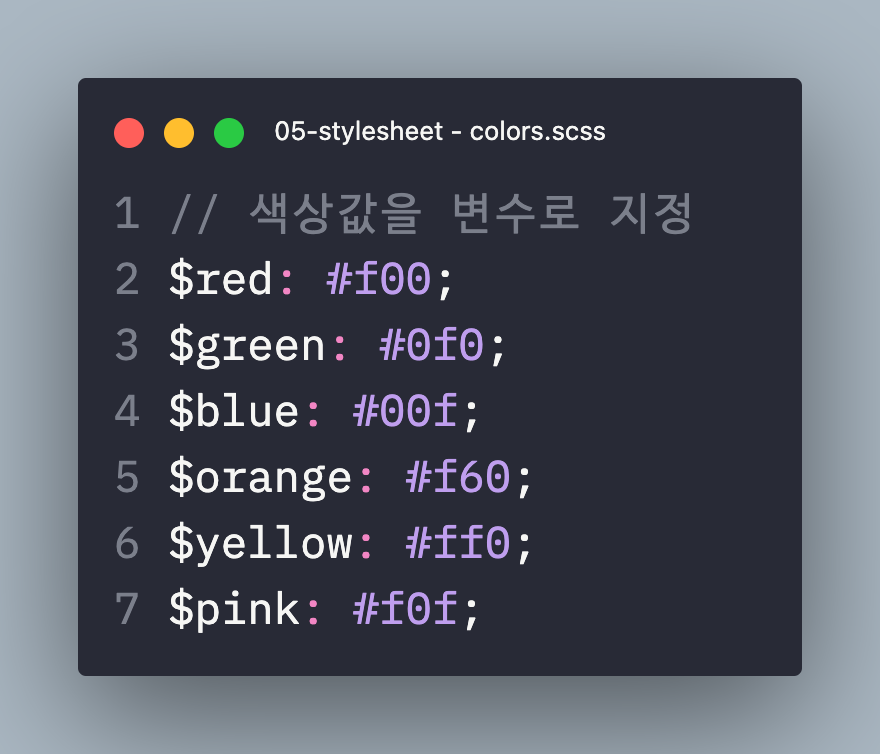 05-stylesheet - colors.scss
1 // 색상값을 변수로 지정
2 $red: #f00;
3 $green: #0f0;
4 $blue: #00f;
5 $orange: #f60;
6 $yellow: #ff0;
7 $pink: #f0f;